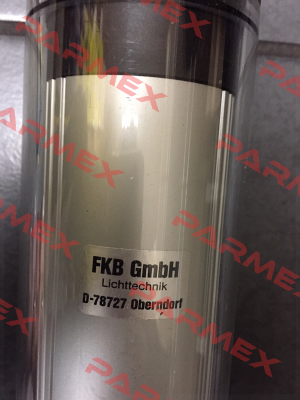 FKB GmbH
Lichttechnik
D-78727 Oberndorf
PARMEX
PARMEX
PARMEX
PARMEX
PARMEX